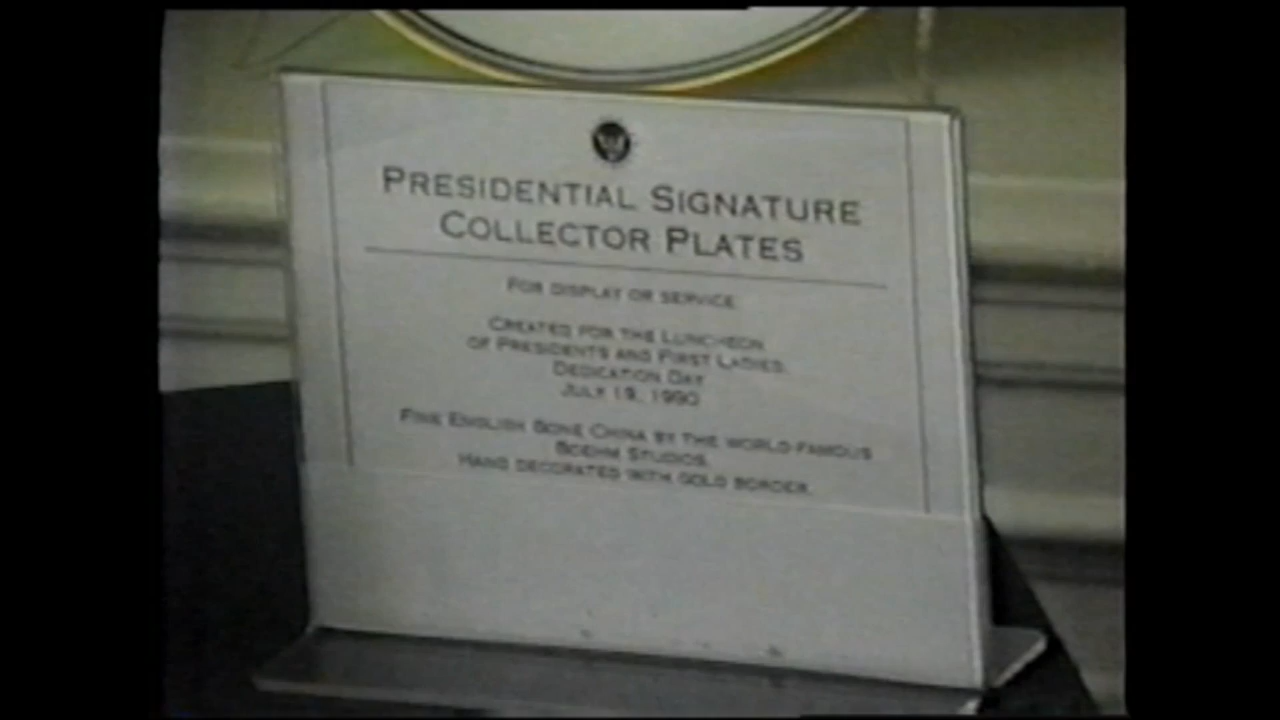 PRESIDENTIAL SIGNATURE
COLLECTOR PLATES
FOR DISPLAY OR SERVICE
CREATED FOR THE LUNCHEON
OF PRESIDENTS AND FIRST LADIES,
DEDICATION DAY
JULY 19, 1990
FINE ENGLISH BONE CHINA BY THE WORLD-FAMOUS
BOEHM STUDIOS.
HAND DECORATED WITH GOLD BORDER.